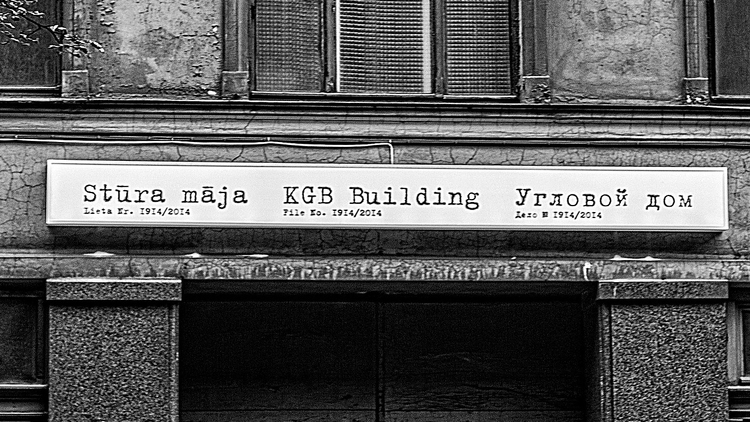 Stūra māja KGB Building Угловой дом
Lieta Nr. 1914/2014 File No. 1914/2014 Дело № 1914/2014